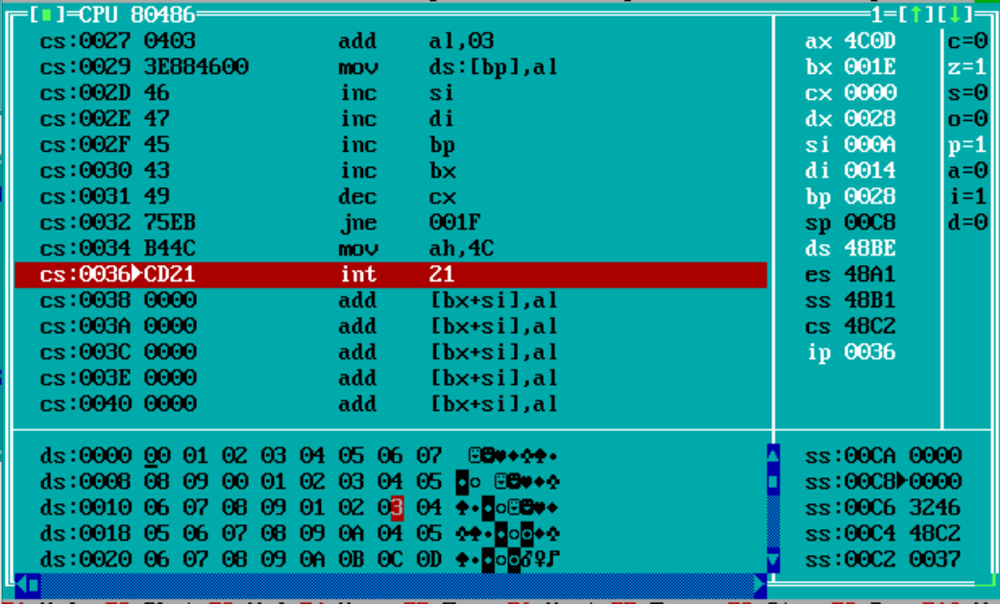 [■]=CPU 80486 1=[↑][↓]
cs:0027 0403 add al,03 ax 4C0D c=0
cs:0029 3E884600 mov ds:[bp],al bx 001E z=1
cs:002D 46 inc si cx 0000 s=0
cs:002E 47 inc di dx 0028 o=0
cs:002F 45 inc bp si 000A p=1
cs:0030 43 inc bx di 0014 a=0
cs:0031 49 dec cx bp 0028 i=1
cs:0032 75EB jne 001F sp 00C8 d=0
cs:0034 B44C mov ah,4C ds 48BE
cs:0036►CD21 int 21 es 48A1
cs:0038 0000 add [bx+si],al ss 48B1
cs:003A 0000 add [bx+si],al cs 48C2
cs:003C 0000 add [bx+si],al ip 0036
cs:003E 0000 add [bx+si],al
cs:0040 0000 add [bx+si],al
ds:0000 00 01 02 03 04 05 06 07 ☺☻♥♦♣♠• ss:00CA 0000
ds:0008 08 09 00 01 02 03 04 05 ◘○ ☺☻♥♦♣ ss:00C8►0000
ds:0010 06 07 08 09 01 02 03 04 ♠•◘○☺☻♥♦ ss:00C6 3246
ds:0018 05 06 07 08 09 0A 04 05 ♣♠•◘○◙♦♣ ss:00C4 48C2
ds:0020 06 07 08 09 0A 0B 0C 0D ♠•◘○◙♂♀♪ ss:00C2 0037